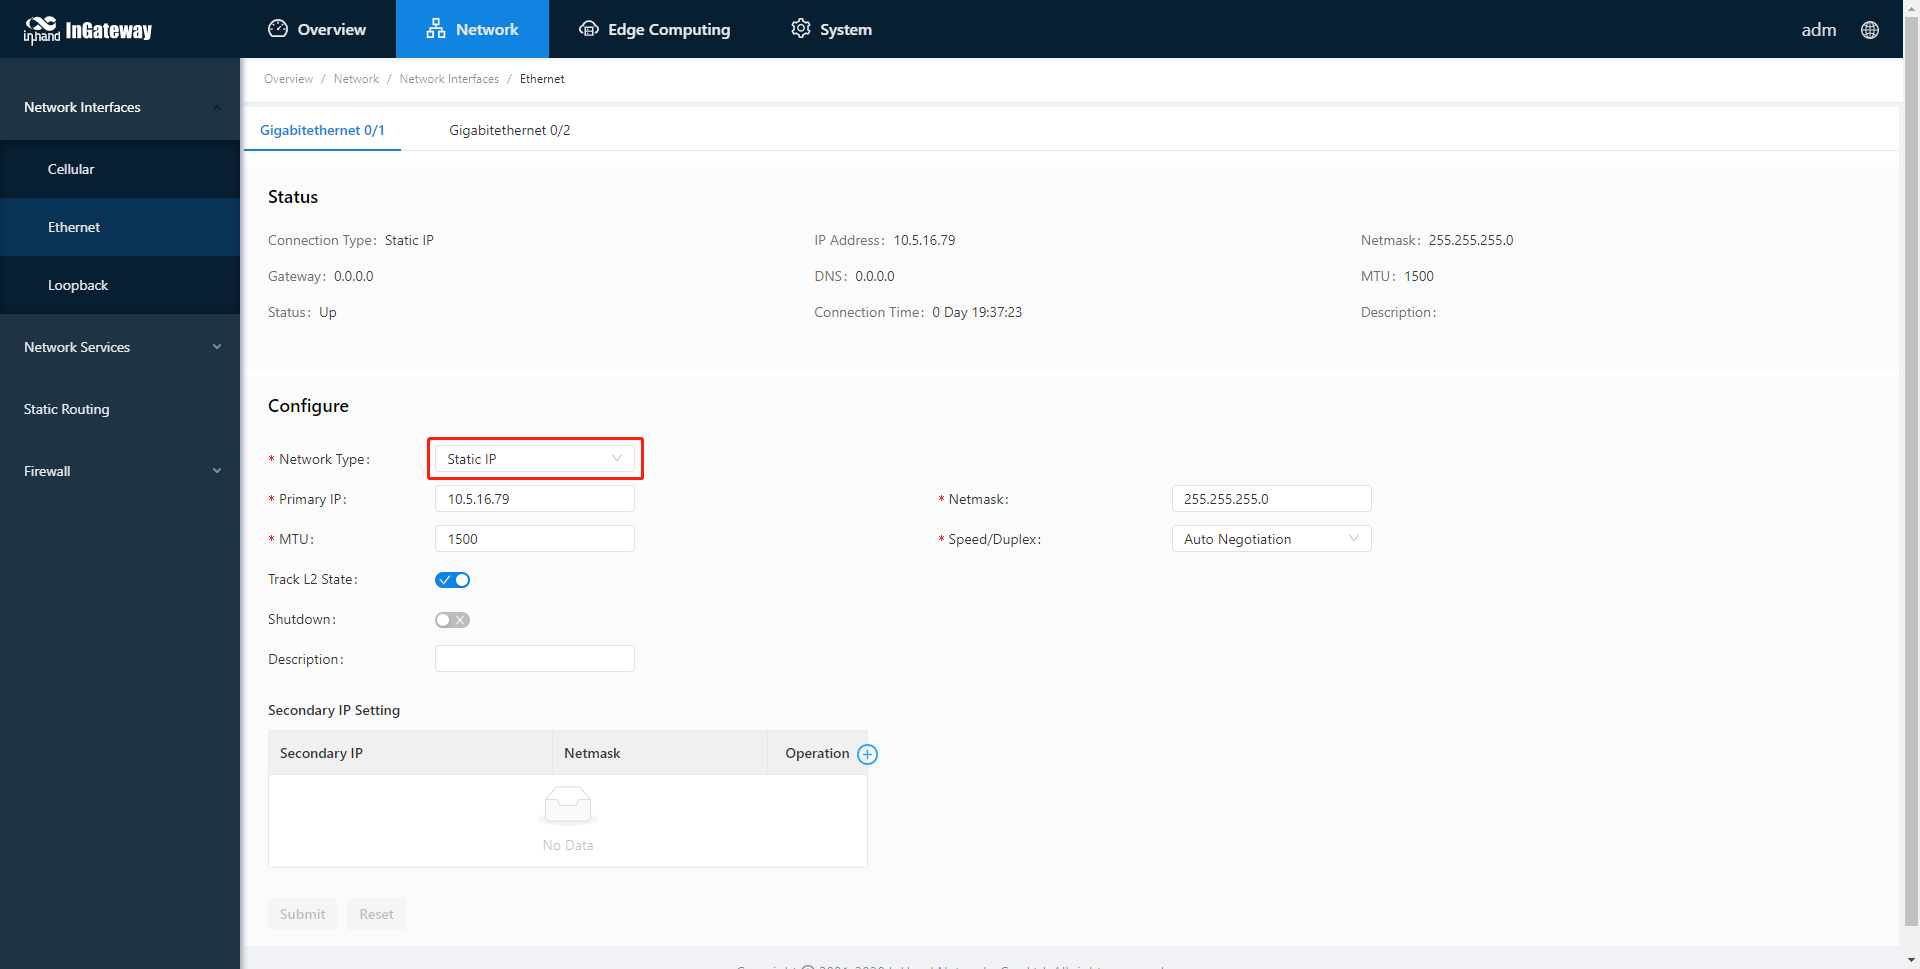 inhand InGateway
Overview
Network
Edge Computing
System
adm
Network Interfaces
Cellular
Ethernet
Loopback
Network Services
Static Routing
Firewall
Overview / Network / Network Interfaces / Ethernet
Gigabitethernet 0/1
Gigabitethernet 0/2
Status
Connection Type: Static IP
IP Address: 10.5.16.79
Netmask: 255.255.255.0
Gateway: 0.0.0.0
DNS: 0.0.0.0
MTU: 1500
Status: Up
Connection Time: 0 Day 19:37:23
Description:
Configure
* Network Type: Static IP
* Primary IP: 10.5.16.79
* Netmask: 255.255.255.0
* MTU: 1500
* Speed/Duplex: Auto Negotiation
Track L2 State:
Shutdown:
Description:
Secondary IP Setting
Secondary IP
Netmask
Operation
No Data
Submit
Reset